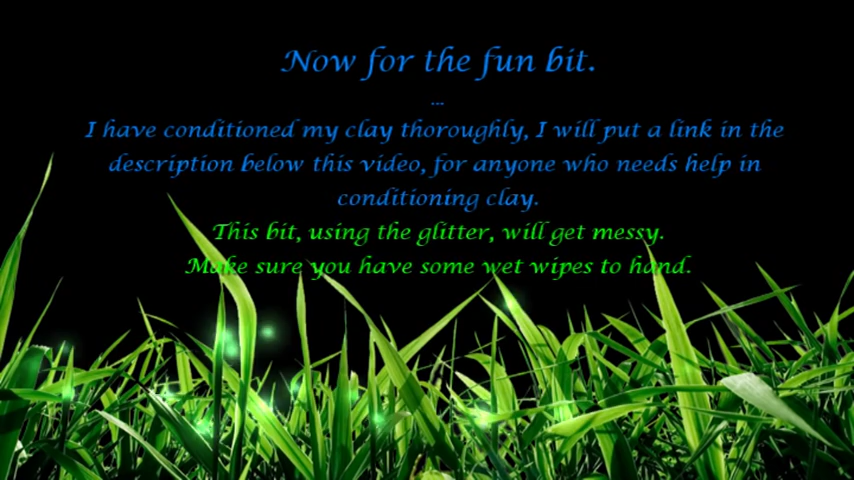 Now for the fun bit.
...
I have conditioned my clay thoroughly, I will put a link in the
description below this video, for anyone who needs help in
conditioning clay.
This bit, using the glitter, will get messy.
Make sure you have some wet wipes to hand.